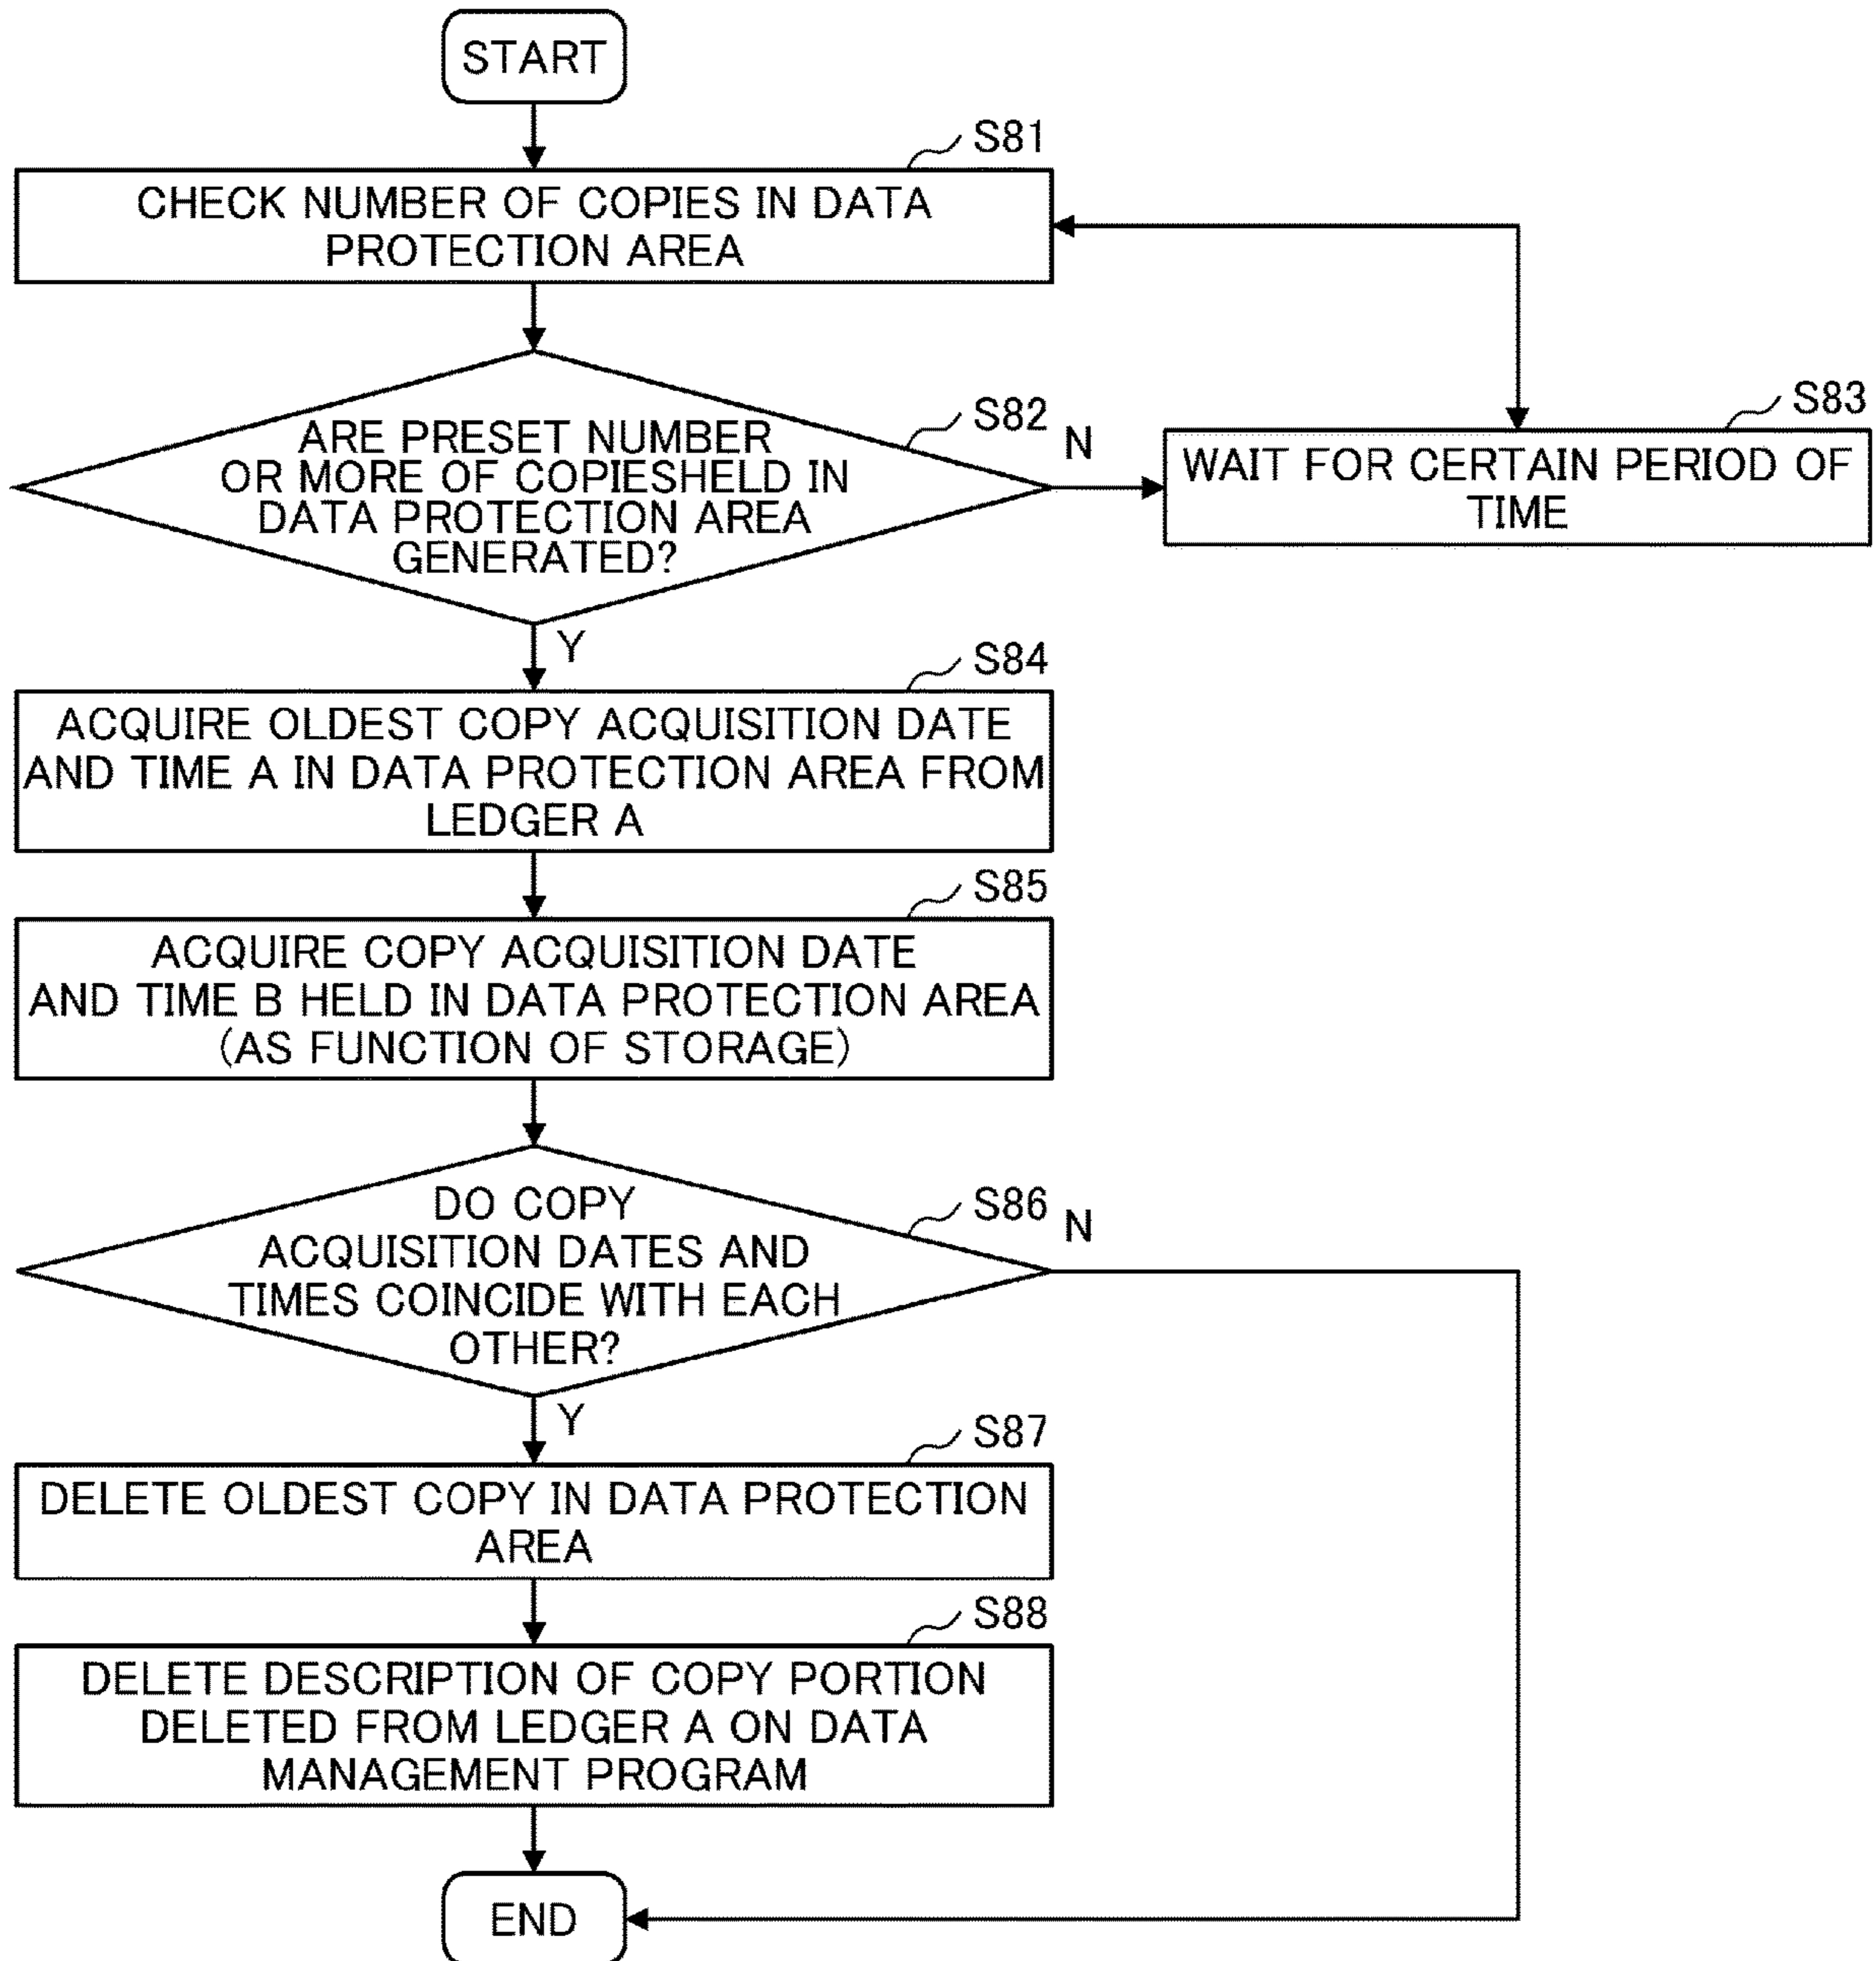 START
S81
CHECK NUMBER OF COPIES IN DATA
PROTECTION AREA
S82
ARE PRESET NUMBER
OR MORE OF COPIESHELD IN
DATA PROTECTION AREA
GENERATED?
N
S83
WAIT FOR CERTAIN PERIOD OF
TIME
Y
S84
ACQUIRE OLDEST COPY ACQUISITION DATE
AND TIME A IN DATA PROTECTION AREA FROM
LEDGER A
S85
ACQUIRE COPY ACQUISITION DATE
AND TIME B HELD IN DATA PROTECTION AREA
(AS FUNCTION OF STORAGE)
S86
DO COPY
ACQUISITION DATES AND
TIMES COINCIDE WITH EACH
OTHER?
N
Y
S87
DELETE OLDEST COPY IN DATA PROTECTION
AREA
S88
DELETE DESCRIPTION OF COPY PORTION
DELETED FROM LEDGER A ON DATA
MANAGEMENT PROGRAM
END